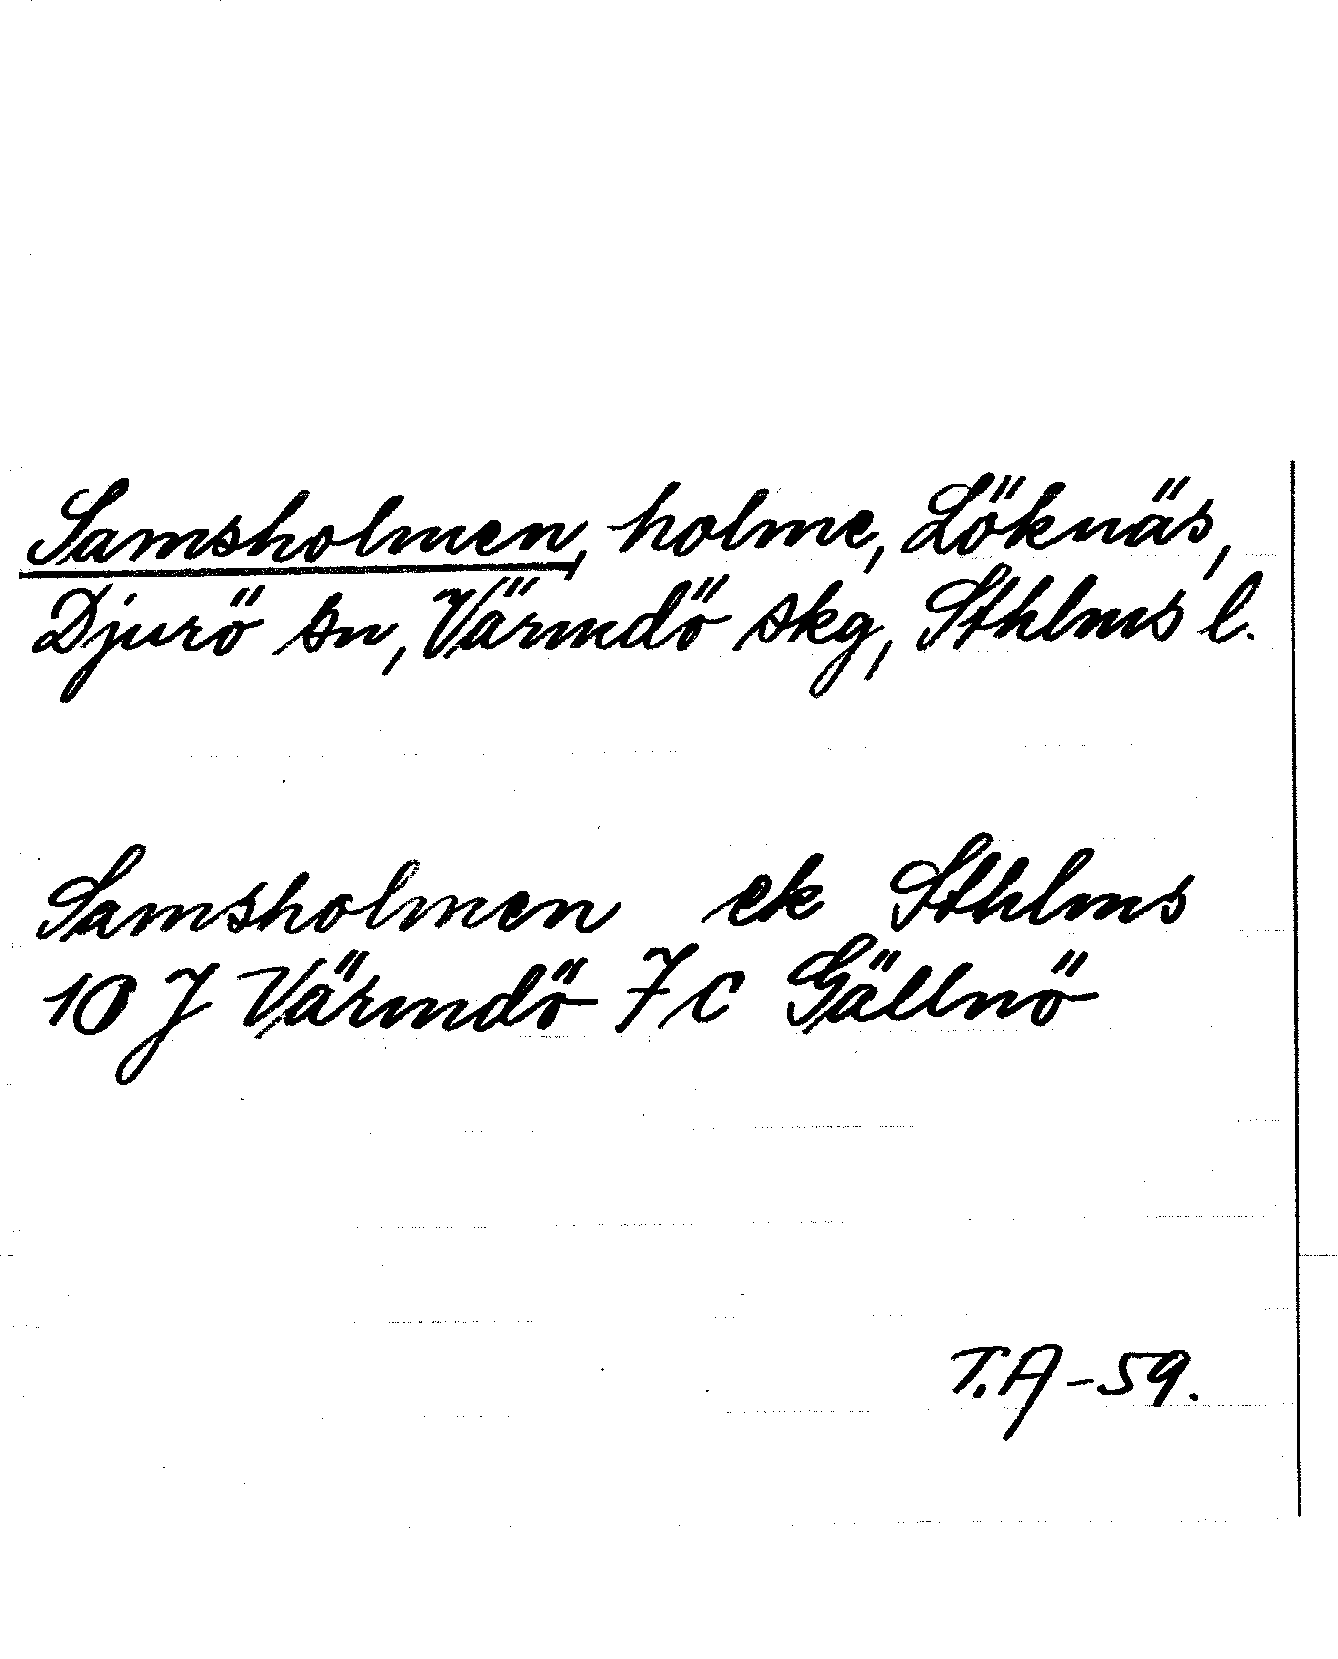 Samsholmen, holme, Löknäs,
Djurö sn, Värmdö skg, Sthlms l.
Samsholmen ek Sthlms
10 J Värmdö 7 c Gällnö
T.A -59.